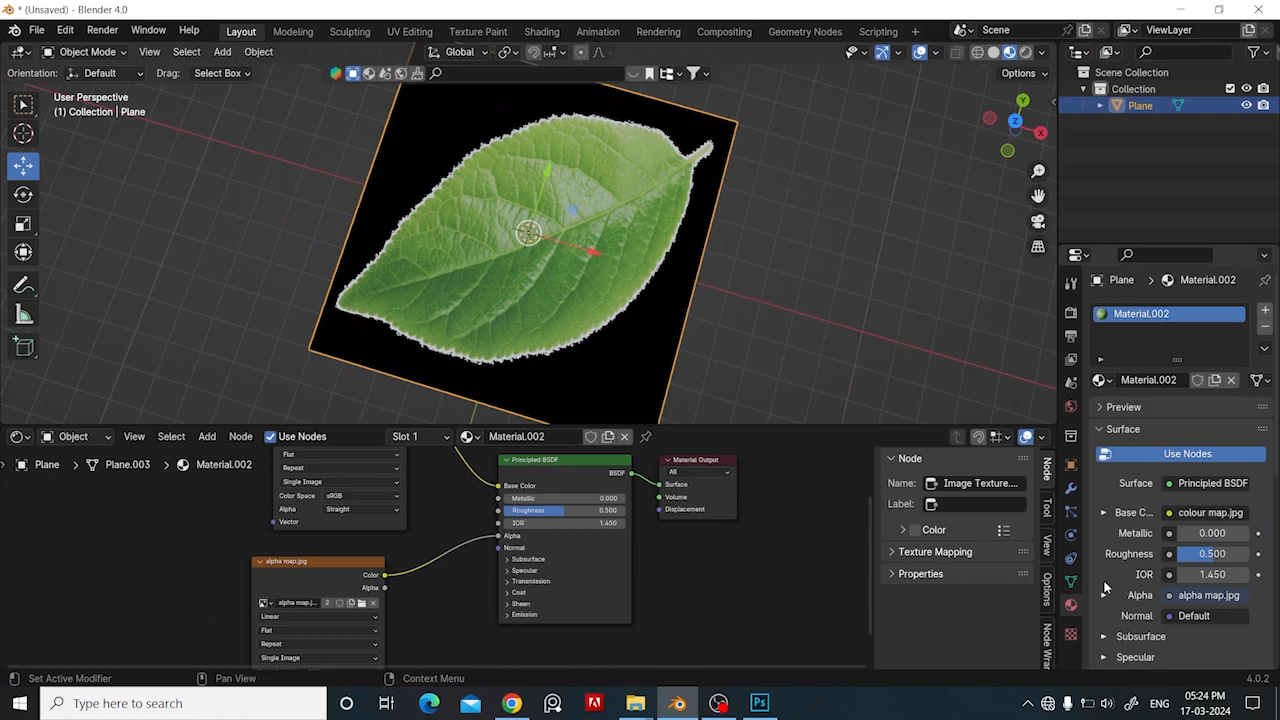 * (Unsaved) - Blender 4.0
File Edit Render Window Help Layout Modeling Sculpting UV Editing Texture Paint Shading Animation Rendering Compositing Geometry Nodes Scripting + Scene ViewLayer
Object Mode View Select Add Object Global
Orientation: Default Drag: Select Box Options
User Perspective
(1) Collection | Plane
Y
Z
X
Scene Collection
Collection
Plane
Plane > Material.002
Material.002
Material.002
Preview
Surface
Use Nodes
Surface Principled BSDF
Base C... colour map.jpg
Metallic 0.000
Roughness 0.500
IOR 1.450
Alpha alpha map.jpg
Normal Default
Subsurface
Specular
Object View Select Add Node Use Nodes Slot 1 Material.002
Plane > Plane.003 > Material.002
Flat
Repeat
Single Image
Color Space sRGB
Alpha Straight
Vector
alpha map.jpg
Color
Alpha
alpha map.j... 2
Linear
Flat
Repeat
Single Image
Principled BSDF
BSDF
Base Color
Metallic 0.000
Roughness 0.500
IOR 1.450
Alpha
Normal
Subsurface
Specular
Transmission
Coat
Sheen
Emission
Material Output
All
Surface
Volume
Displacement
Node
Name: Image Texture....
Label:
Color
Texture Mapping
Properties
Node
Tool
View
Options
Node Wra
Set Active Modifier Pan View Context Menu 4.0.2
Type here to search
ENG
05:24 PM
17-03-2024